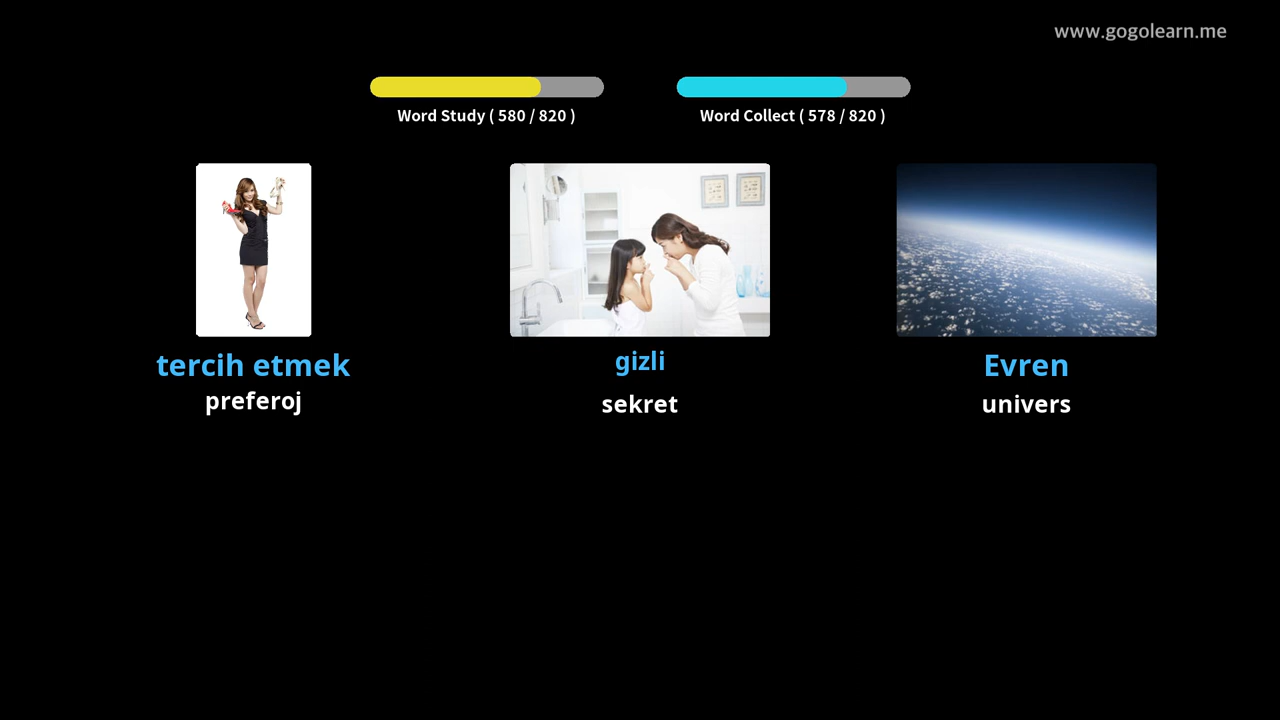 www.gogolearn.me
Word Study ( 580 / 820 )
Word Collect ( 578 / 820 )
tercih etmek
preferoj
gizli
sekret
Evren
univers